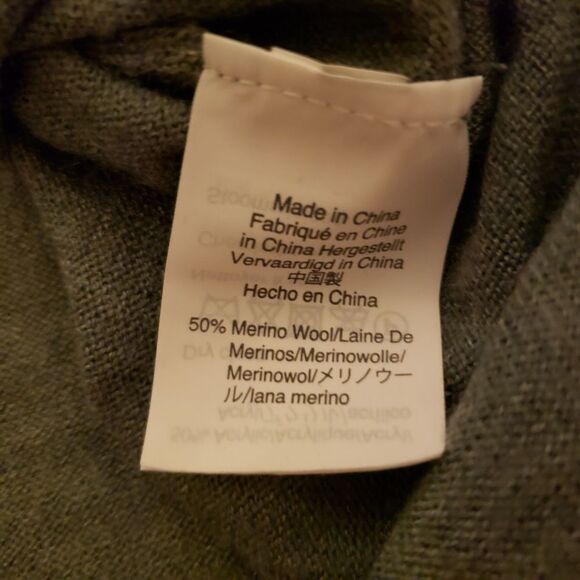 Made in China
Fabriqué en Chine
in China Hergestellt
Vervaardigd in China
中国製
Hecho en China
50% Merino Wool/Laine De
Merinos/Merinowolle/
Merinowol/メリノウー
ル/lana merino